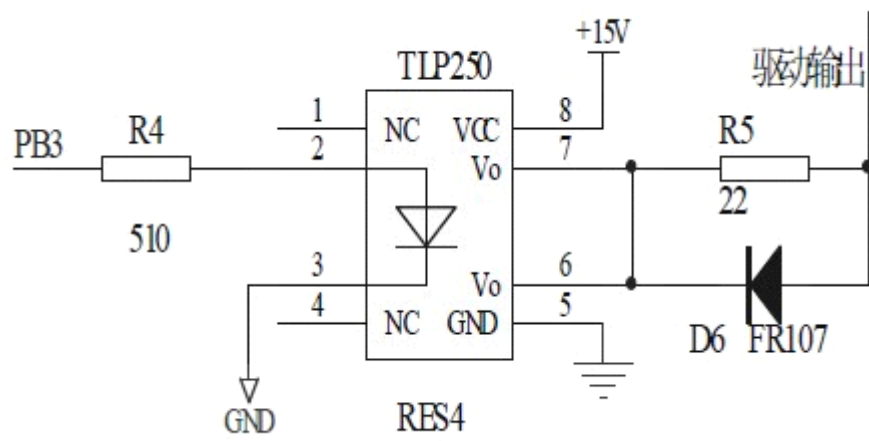 +15V
TLP250
驱动输出
1
NC
VCC
8
R4
R5
PB3
2
Vo
7
22
510
3
Vo
6
4
NC
GND
5
D6 FR107
GND
RES4